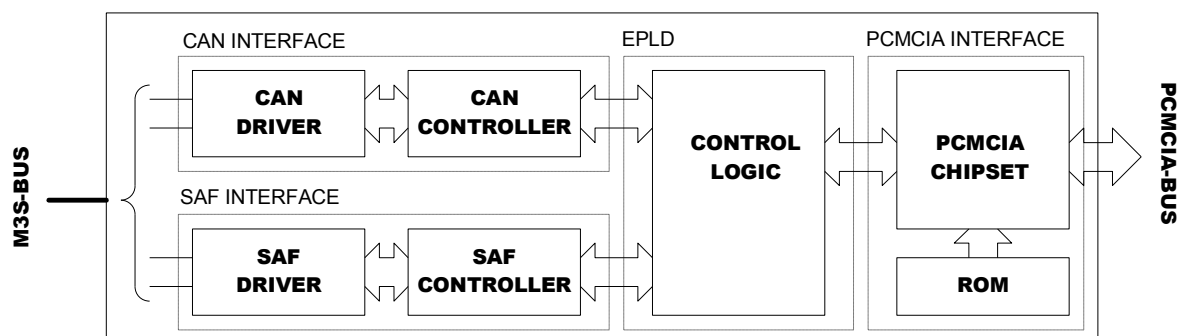 CAN INTERFACE
EPLD
PCMCIA INTERFACE
CAN
DRIVER
CAN
CONTROLLER
CONTROL
LOGIC
PCMCIA
CHIPSET
M3S-BUS
PCMCIA-BUS
SAF INTERFACE
SAF
DRIVER
SAF
CONTROLLER
ROM